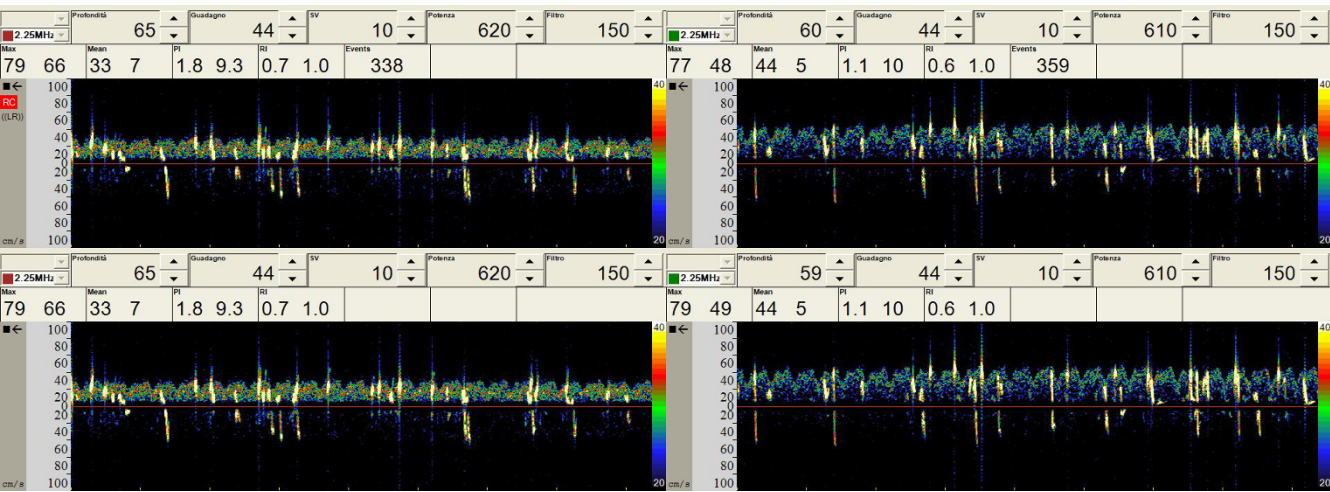 Profondità 65 Guadagno 44 SV 10 Potenza 620 Filtro 150
2.25MHz
Max Mean PI RI Events
79 66 33 7 1.8 9.3 0.7 1.0 338
100
80
60
40
20
0
20
40
60
80
100
RC
((LR))
cm/s
40
20
Profondità 60 Guadagno 44 SV 10 Potenza 610 Filtro 150
2.25MHz
Max Mean PI RI Events
77 48 44 5 1.1 10 0.6 1.0 359
100
80
60
40
20
0
20
40
60
80
100
cm/s
40
20
Profondità 65 Guadagno 44 SV 10 Potenza 620 Filtro 150
2.25MHz
Max Mean PI RI
79 66 33 7 1.8 9.3 0.7 1.0
100
80
60
40
20
0
20
40
60
80
100
cm/s
40
20
Profondità 59 Guadagno 44 SV 10 Potenza 610 Filtro 150
2.25MHz
Max Mean PI RI
79 49 44 5 1.1 10 0.6 1.0
100
80
60
40
20
0
20
40
60
80
100
cm/s
40
20